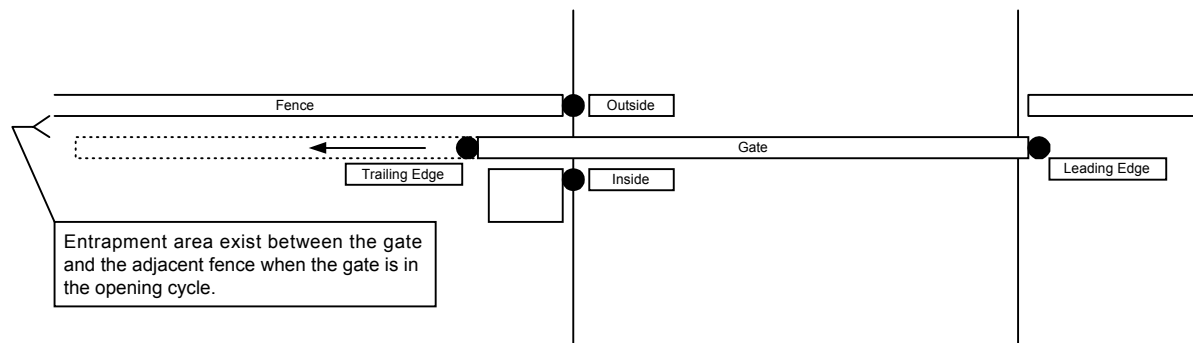 Fence
Outside
Gate
Trailing Edge
Inside
Leading Edge
Entrapment area exist between the gate
and the adjacent fence when the gate is in
the opening cycle.